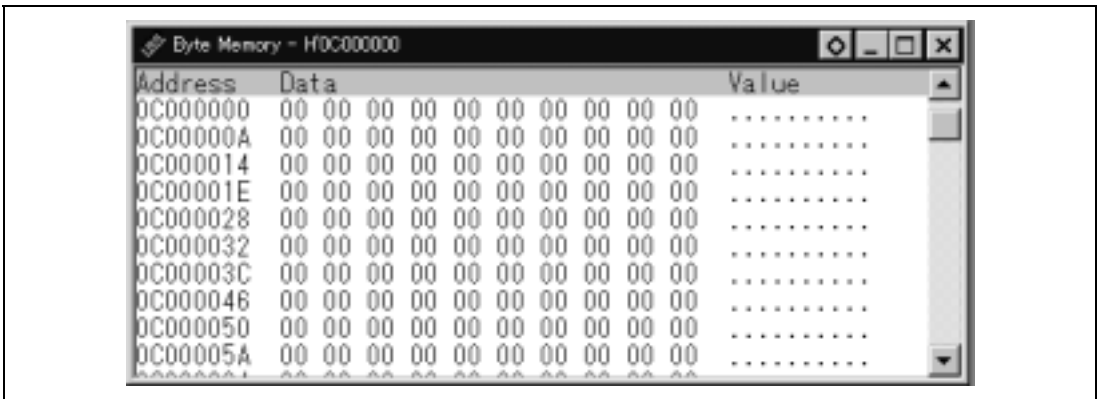 Byte Memory - H'0C000000
Address Data Value
0C000000 00 00 00 00 00 00 00 00 00 00 ..........
0C00000A 00 00 00 00 00 00 00 00 00 00 ..........
0C000014 00 00 00 00 00 00 00 00 00 00 ..........
0C00001E 00 00 00 00 00 00 00 00 00 00 ..........
0C000028 00 00 00 00 00 00 00 00 00 00 ..........
0C000032 00 00 00 00 00 00 00 00 00 00 ..........
0C00003C 00 00 00 00 00 00 00 00 00 00 ..........
0C000046 00 00 00 00 00 00 00 00 00 00 ..........
0C000050 00 00 00 00 00 00 00 00 00 00 ..........
0C00005A 00 00 00 00 00 00 00 00 00 00 ..........